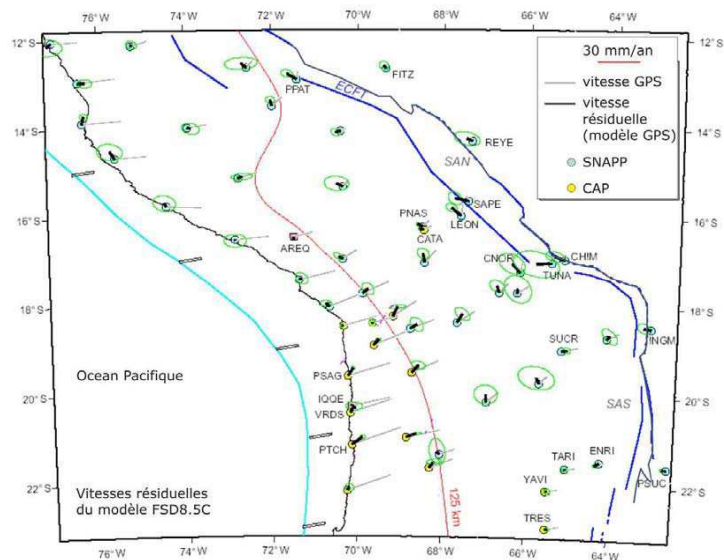 76°W
74°W
72°W
70°W
68°W
66°W
64°W
12°S
14°S
16°S
18°S
20°S
22°S
30 mm/an
vitesse GPS
vitesse
résiduelle
(modèle GPS)
SNAPP
CAP
FITZ
PPAT
ECFT
REYE
SAN
SAPE
LEON
PNAS
CATA
AREQ
CNOR
TUNA
CHIM
INGM
SUCR
PSAG
IQQE
VRDS
PTCH
SAS
TARI
ENRI
PSUC
YAVI
TRES
125 km
Ocean Pacifique
Vitesses résiduelles
du modèle FSD8.5C
14°S
16°S
18°S
20°S
22°S
76°W
74°W
72°W
70°W
68°W
66°W
64°W